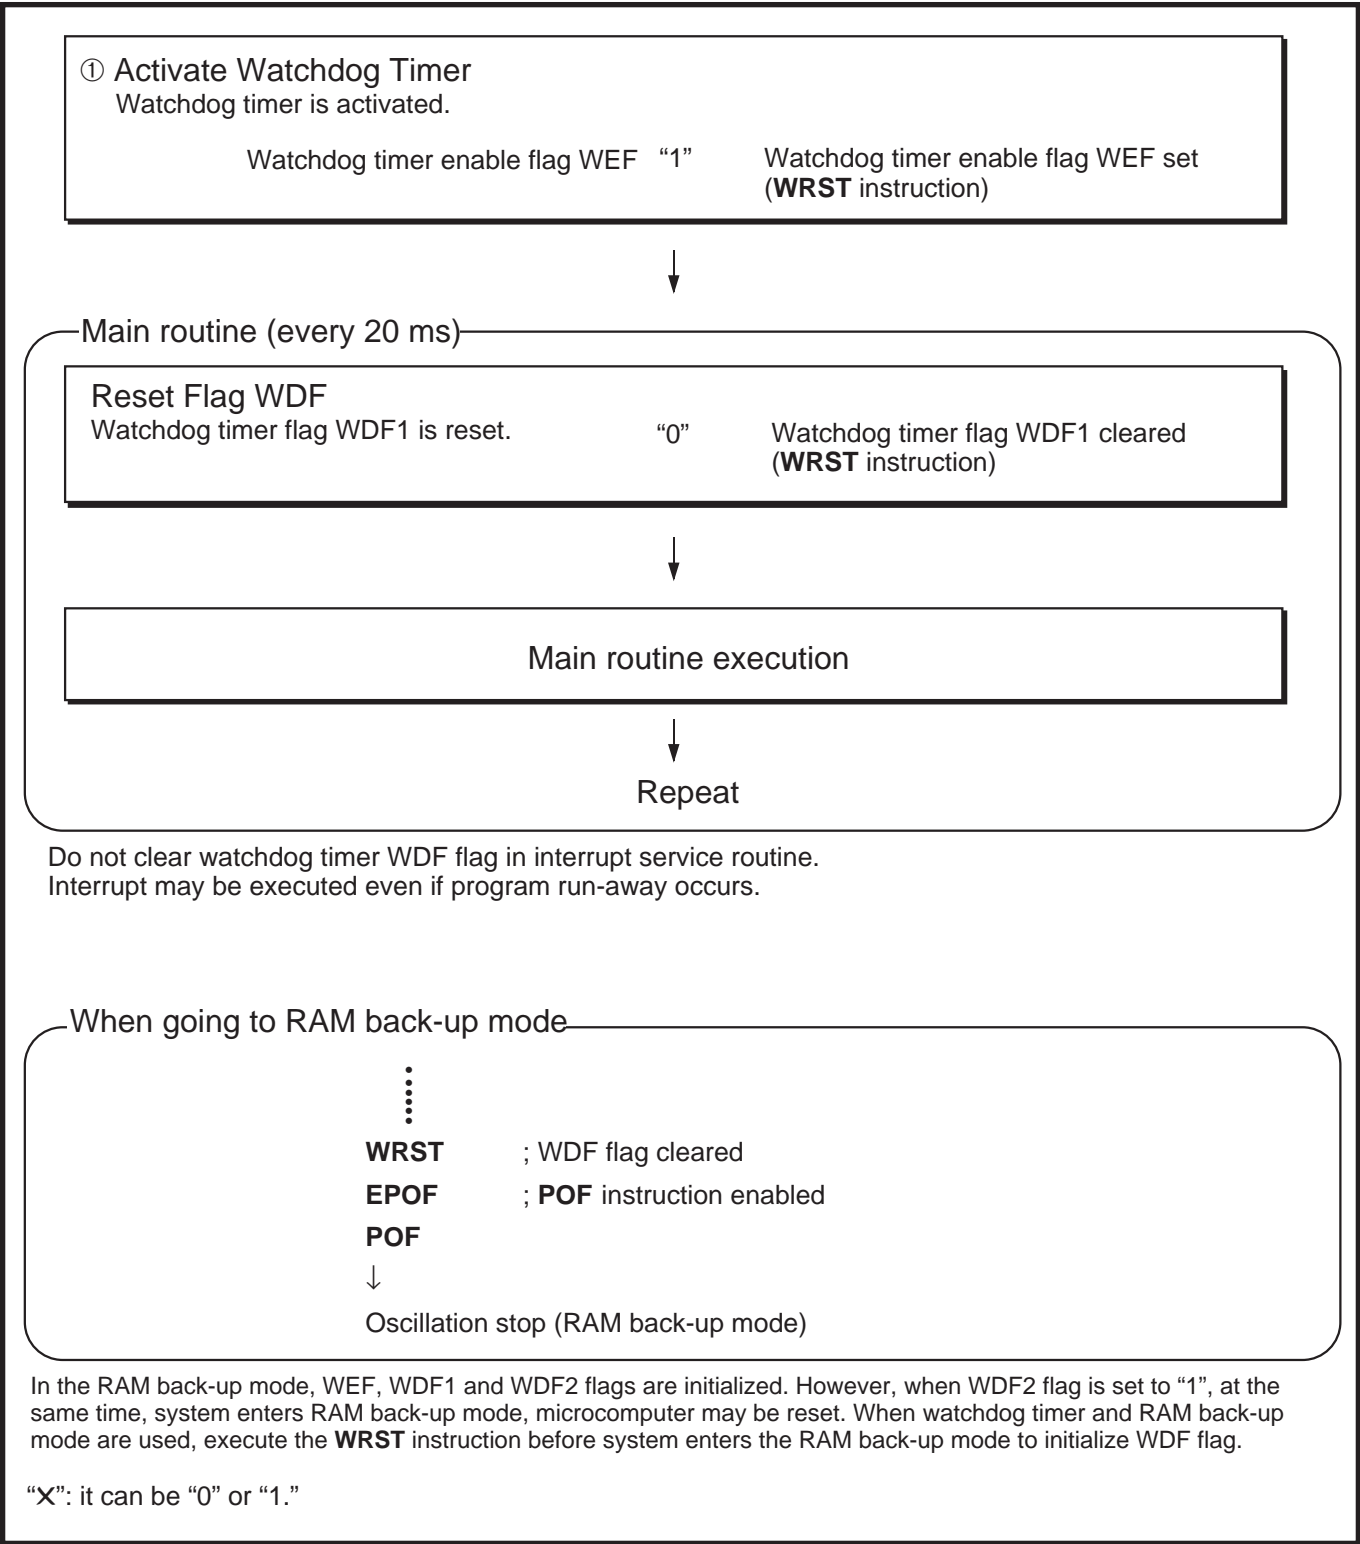 ① Activate Watchdog Timer
Watchdog timer is activated.
Watchdog timer enable flag WEF “1” Watchdog timer enable flag WEF set
(WRST instruction)
Main routine (every 20 ms)
Reset Flag WDF
Watchdog timer flag WDF1 is reset. “0” Watchdog timer flag WDF1 cleared
(WRST instruction)
Main routine execution
Repeat
Do not clear watchdog timer WDF flag in interrupt service routine.
Interrupt may be executed even if program run-away occurs.
When going to RAM back-up mode
WRST ; WDF flag cleared
EPOF ; POF instruction enabled
POF
↓
Oscillation stop (RAM back-up mode)
In the RAM back-up mode, WEF, WDF1 and WDF2 flags are initialized. However, when WDF2 flag is set to “1”, at the
same time, system enters RAM back-up mode, microcomputer may be reset. When watchdog timer and RAM back-up
mode are used, execute the WRST instruction before system enters the RAM back-up mode to initialize WDF flag.
“✕”: it can be “0” or “1.”